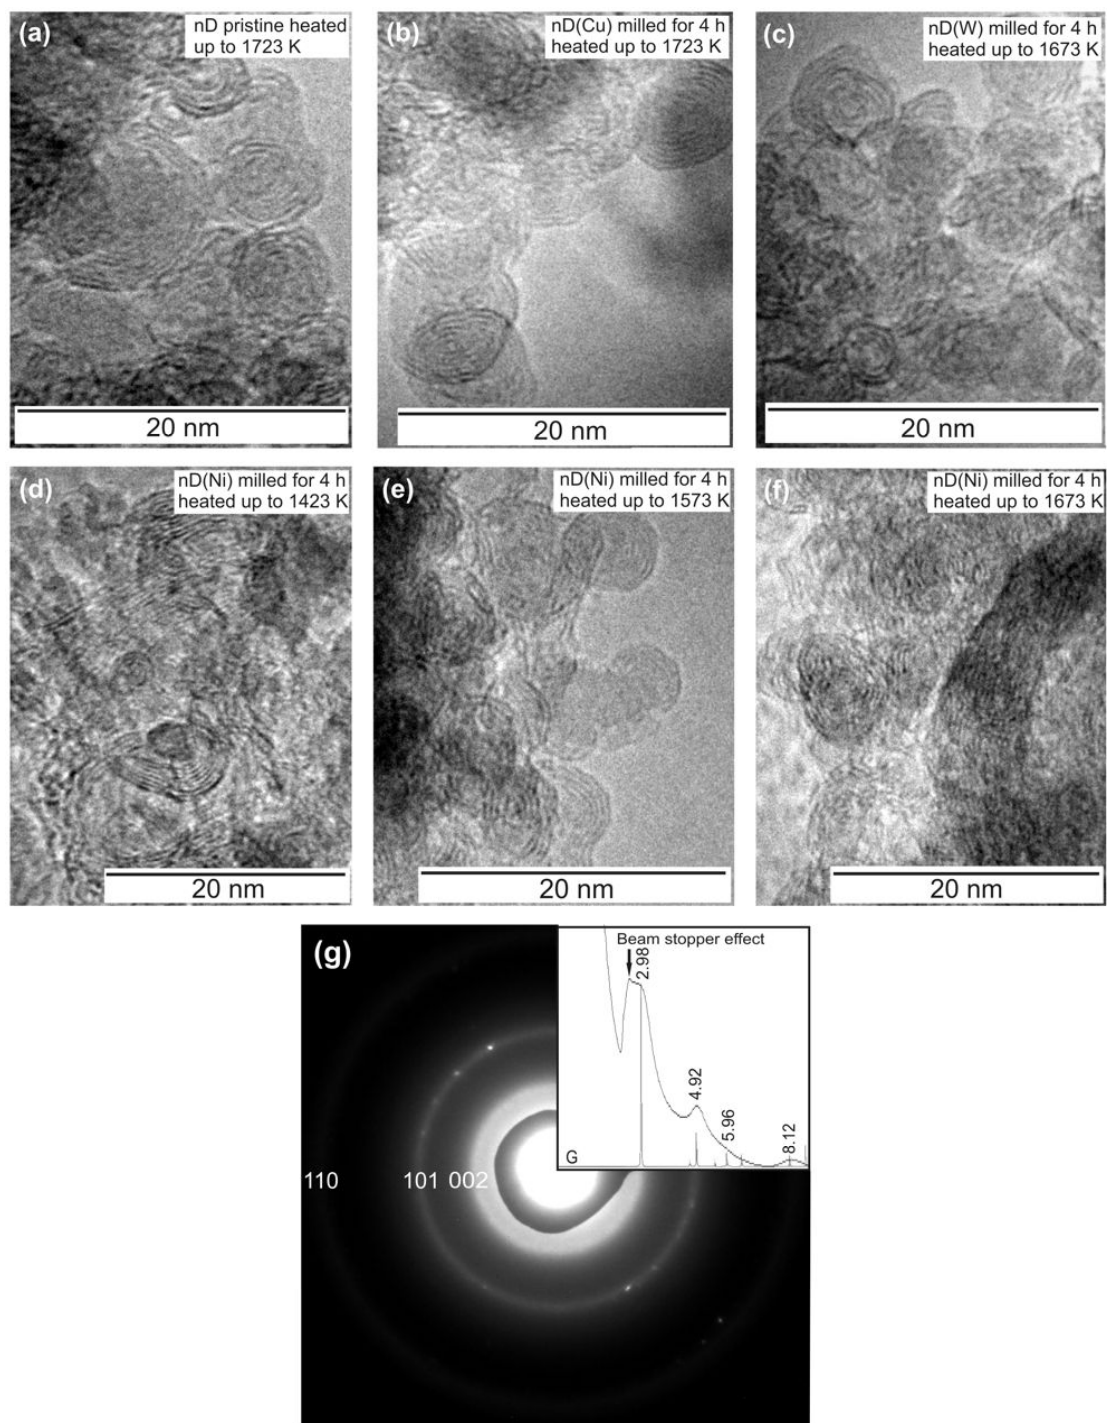 (a)
nD pristine heated
up to 1723 K
20 nm
(b)
nD(Cu) milled for 4 h
heated up to 1723 K
20 nm
(c)
nD(W) milled for 4 h
heated up to 1673 K
20 nm
(d)
nD(Ni) milled for 4 h
heated up to 1423 K
20 nm
(e)
nD(Ni) milled for 4 h
heated up to 1573 K
20 nm
(f)
nD(Ni) milled for 4 h
heated up to 1673 K
20 nm
(g)
Beam stopper effect
2.98
4.92
5.96
8.12
G
110 101 002